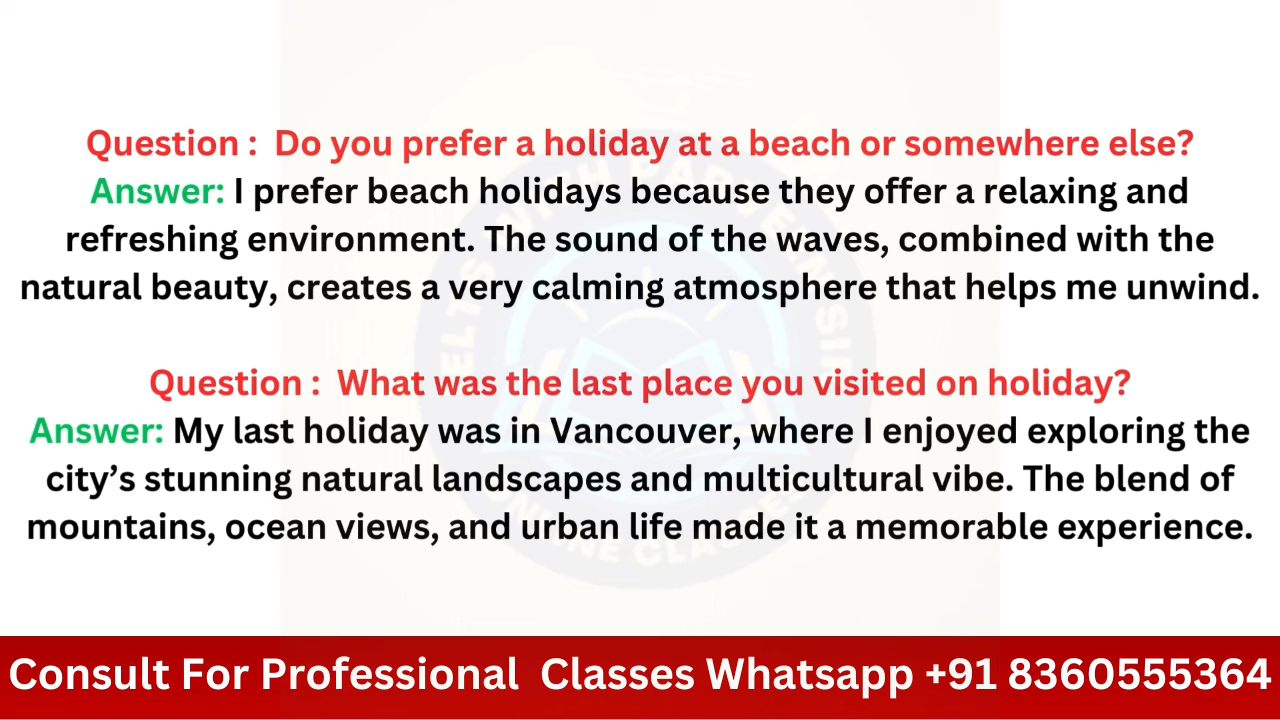 Question :  Do you prefer a holiday at a beach or somewhere else?
Answer: I prefer beach holidays because they offer a relaxing and
refreshing environment. The sound of the waves, combined with the
natural beauty, creates a very calming atmosphere that helps me unwind.
Question :  What was the last place you visited on holiday?
Answer: My last holiday was in Vancouver, where I enjoyed exploring the
city’s stunning natural landscapes and multicultural vibe. The blend of
mountains, ocean views, and urban life made it a memorable experience.
Consult For Professional  Classes Whatsapp +91 8360555364